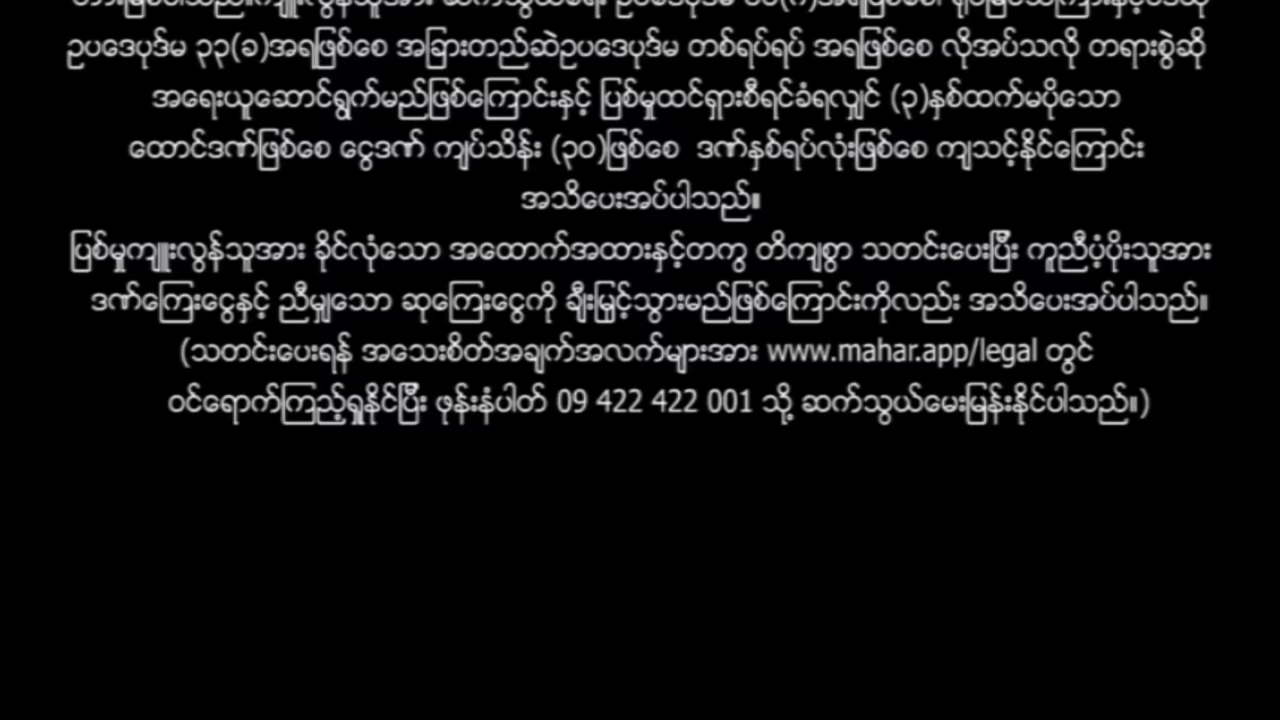 ဥပဒေပုဒ်မ ၃၃(ခ)အရဖြစ်စေ အခြားတည်ဆဲဥပဒေပုဒ်မ တစ်ရပ်ရပ် အရဖြစ်စေ လိုအပ်သလို တရားစွဲဆို
အရေးယူဆောင်ရွက်မည်ဖြစ်ကြောင်းနှင့် ပြစ်မှုထင်ရှားစီရင်ခံရလျှင် (၃)နှစ်ထက်မပိုသော
ထောင်ဒဏ်ဖြစ်စေ ငွေဒဏ် ကျပ်သိန်း (၃၀)ဖြစ်စေ ဒဏ်နှစ်ရပ်လုံးဖြစ်စေ ကျသင့်နိုင်ကြောင်း
အသိပေးအပ်ပါသည်။
ပြစ်မှုကျူးလွန်သူအား ခိုင်လုံသော အထောက်အထားနှင့်တကွ တိကျစွာ သတင်းပေးပြီး ကူညီပံ့ပိုးသူအား
ဒဏ်ကြေးငွေနှင့် ညီမျှသော ဆုကြေးငွေကို ချီးမြှင့်သွားမည်ဖြစ်ကြောင်းကိုလည်း အသိပေးအပ်ပါသည်။
(သတင်းပေးရန် အသေးစိတ်အချက်အလက်များအား www.mahar.app/legal တွင်
ဝင်ရောက်ကြည့်ရှုနိုင်ပြီး ဖုန်းနံပါတ် 09 422 422 001 သို့ ဆက်သွယ်မေးမြန်းနိုင်ပါသည်။)